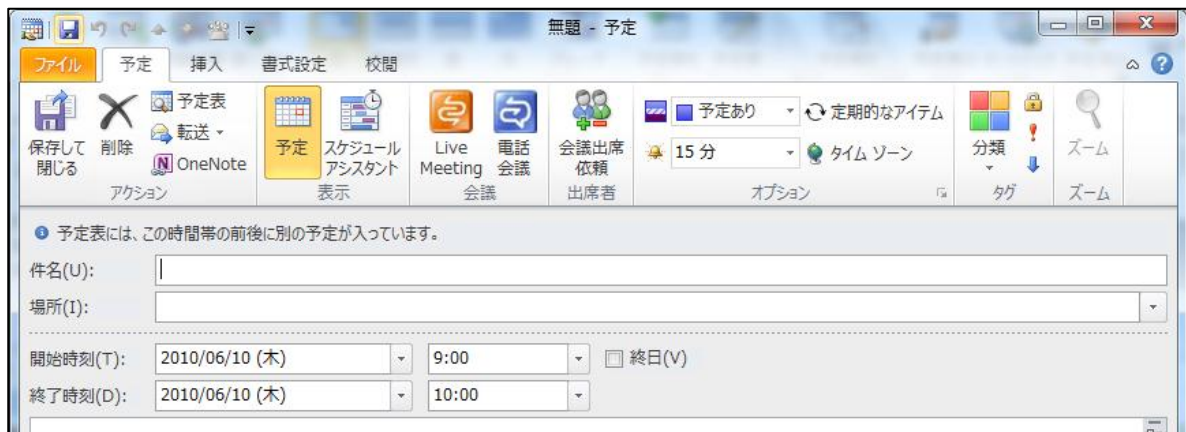 無題 - 予定
ファイル 予定 挿入 書式設定 校閲
保存して閉じる
削除
予定表
転送
OneNote
アクション
予定
スケジュール アシスタント
表示
Live Meeting
電話会議
会議
会議出席依頼
出席者
予定あり
定期的なアイテム
15 分
タイム ゾーン
オプション
分類
タグ
ズーム
ズーム
予定表には、この時間帯の前後に別の予定が入っています。
件名(U):
場所(I):
開始時刻(T): 2010/06/10 (木) 9:00 終日(V)
終了時刻(D): 2010/06/10 (木) 10:00